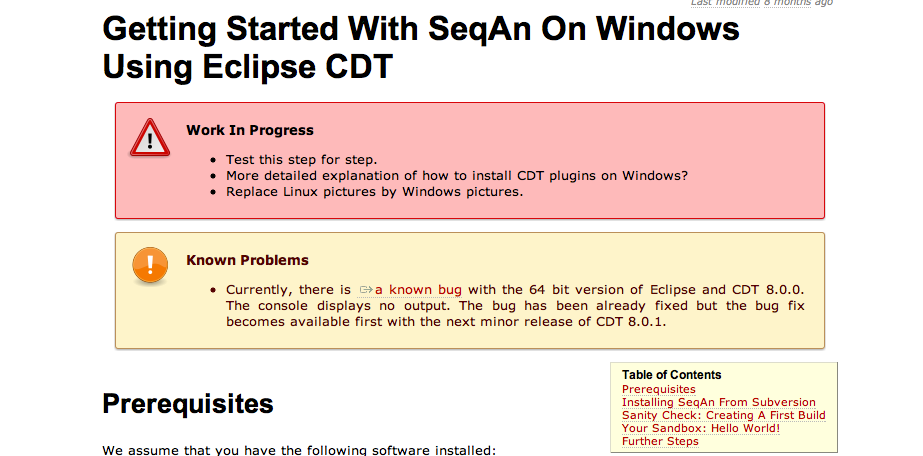 Last modified 8 months ago
Getting Started With SeqAn On Windows
Using Eclipse CDT
Work In Progress
Test this step for step.
More detailed explanation of how to install CDT plugins on Windows?
Replace Linux pictures by Windows pictures.
Known Problems
Currently, there is a known bug with the 64 bit version of Eclipse and CDT 8.0.0.
The console displays no output. The bug has been already fixed but the bug fix
becomes available first with the next minor release of CDT 8.0.1.
Table of Contents
Prerequisites
Installing SeqAn From Subversion
Sanity Check: Creating A First Build
Your Sandbox: Hello World!
Further Steps
Prerequisites
We assume that you have the following software installed: